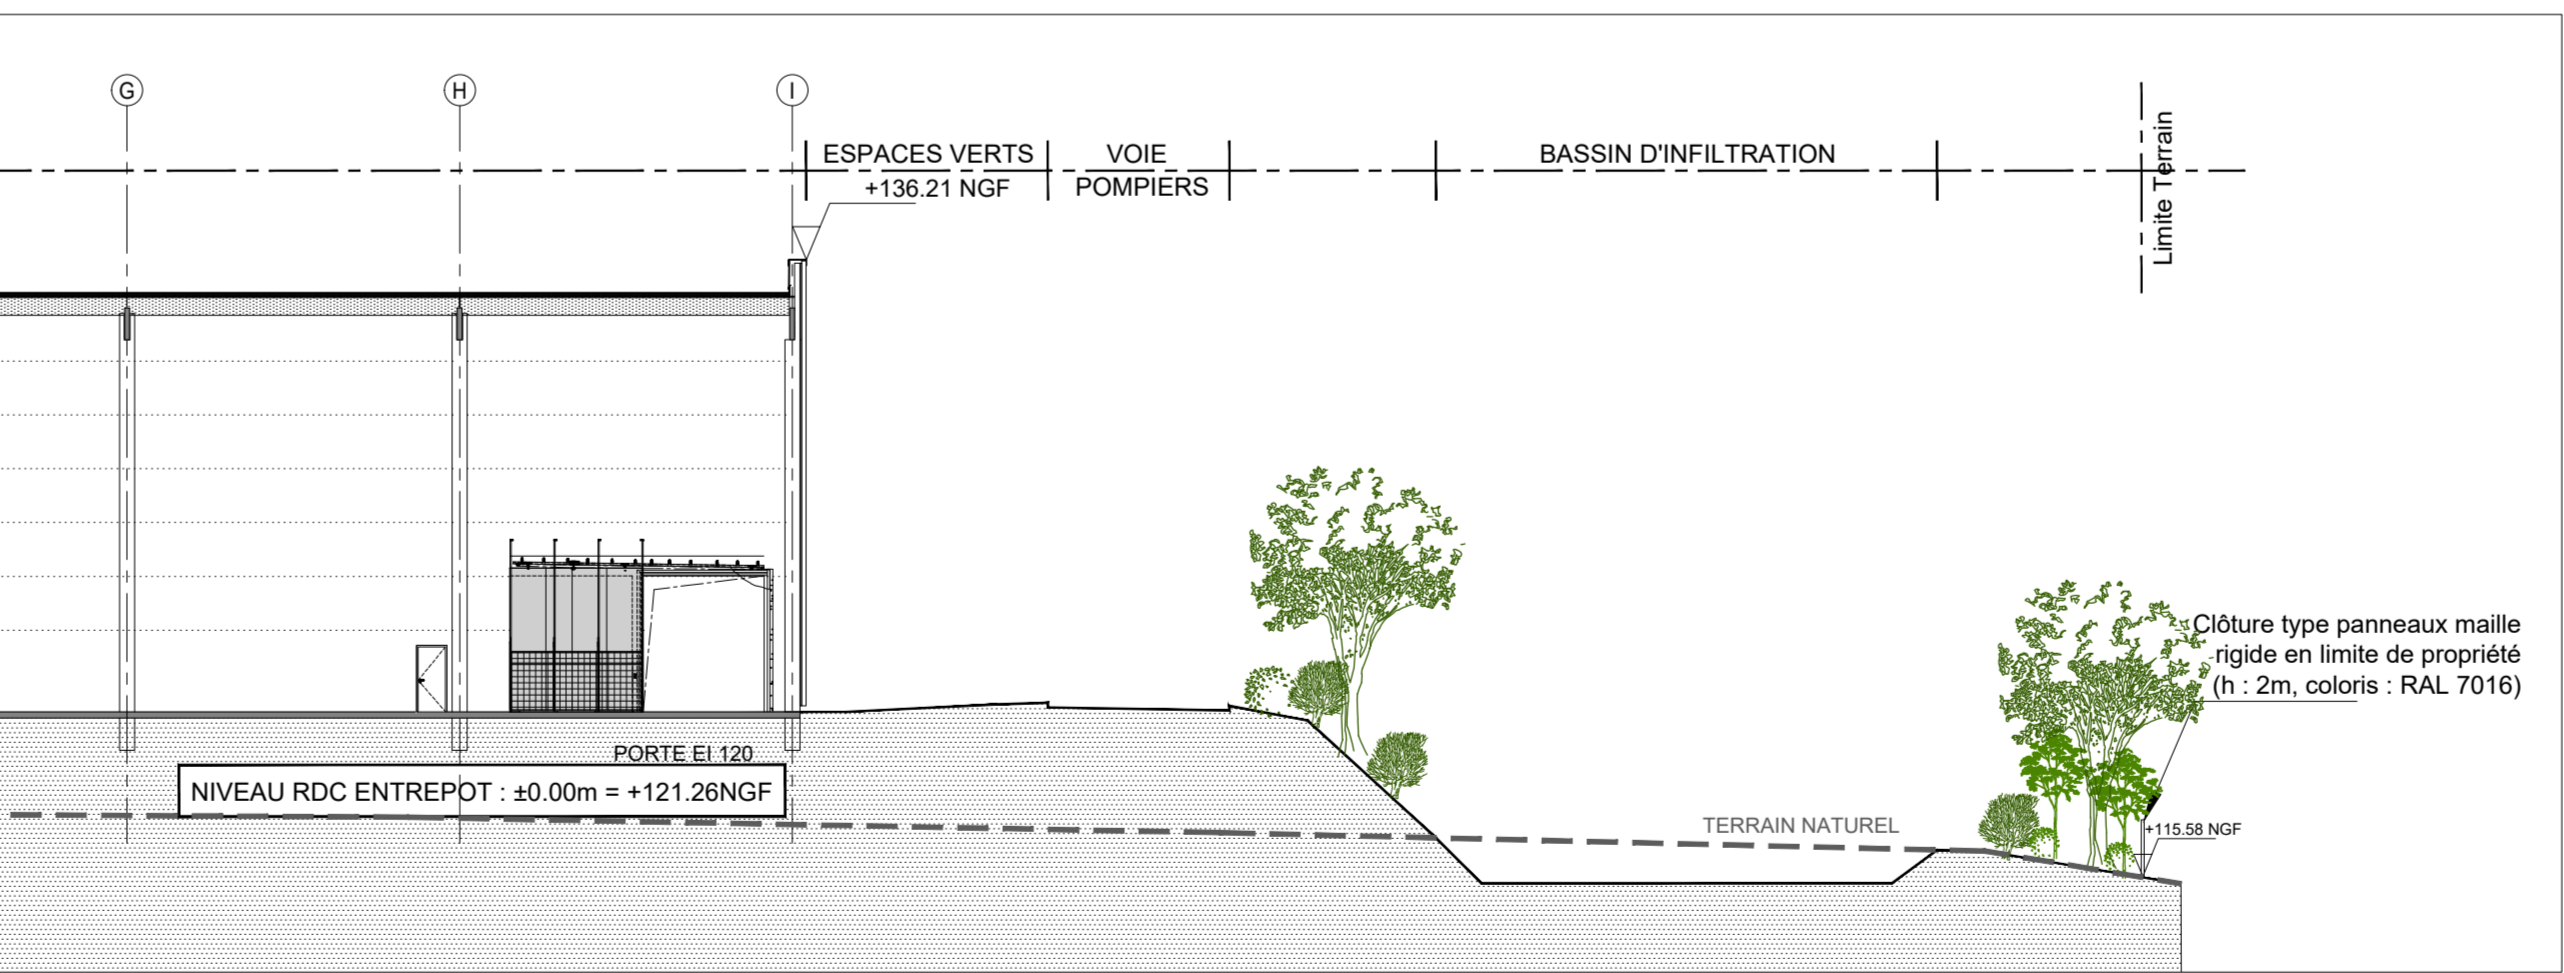 G
H
I
ESPACES VERTS
+136.21 NGF
VOIE
POMPIERS
BASSIN D'INFILTRATION
Limite Terrain
Clôture type panneaux maille
rigide en limite de propriété
(h : 2m, coloris : RAL 7016)
PORTE EI 120
NIVEAU RDC ENTREPOT : ±0.00m = +121.26NGF
TERRAIN NATUREL
+115.58 NGF